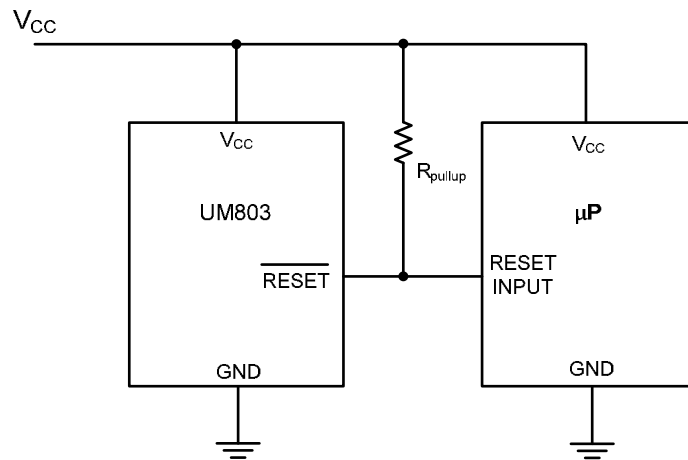 VCC
VCC
UM803
RESET
GND
Rpullup
VCC
μP
RESET
INPUT
GND